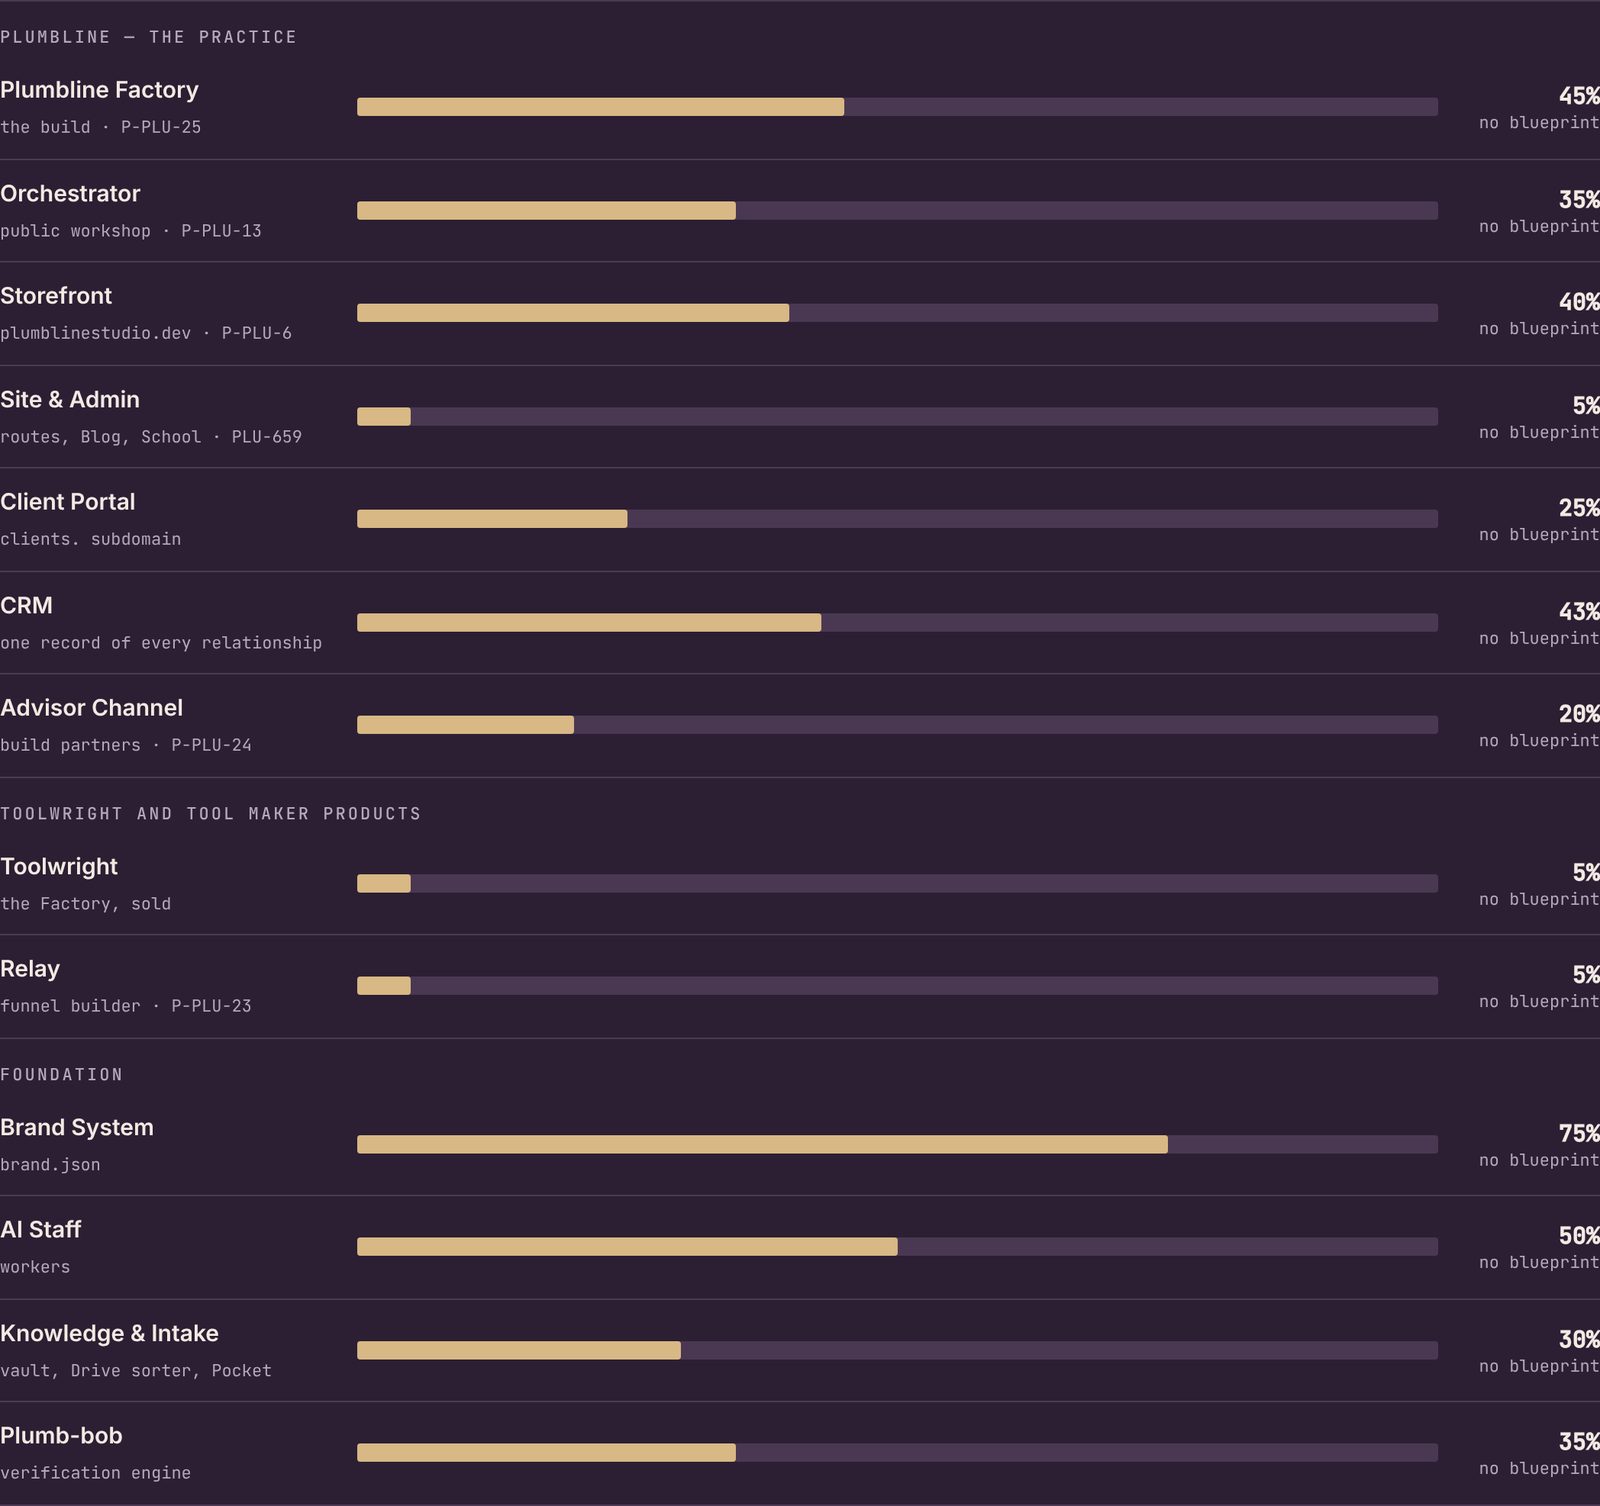 PLUMBLINE — THE PRACTICE
Plumbline Factory
the build · P-PLU-25
45%
no blueprint
Orchestrator
public workshop · P-PLU-13
35%
no blueprint
Storefront
plumblinestudio.dev · P-PLU-6
40%
no blueprint
Site & Admin
routes, Blog, School · PLU-659
5%
no blueprint
Client Portal
clients. subdomain
25%
no blueprint
CRM
one record of every relationship
43%
no blueprint
Advisor Channel
build partners · P-PLU-24
20%
no blueprint
TOOLWRIGHT AND TOOL MAKER PRODUCTS
Toolwright
the Factory, sold
5%
no blueprint
Relay
funnel builder · P-PLU-23
5%
no blueprint
FOUNDATION
Brand System
brand.json
75%
no blueprint
AI Staff
workers
50%
no blueprint
Knowledge & Intake
vault, Drive sorter, Pocket
30%
no blueprint
Plumb-bob
verification engine
35%
no blueprint